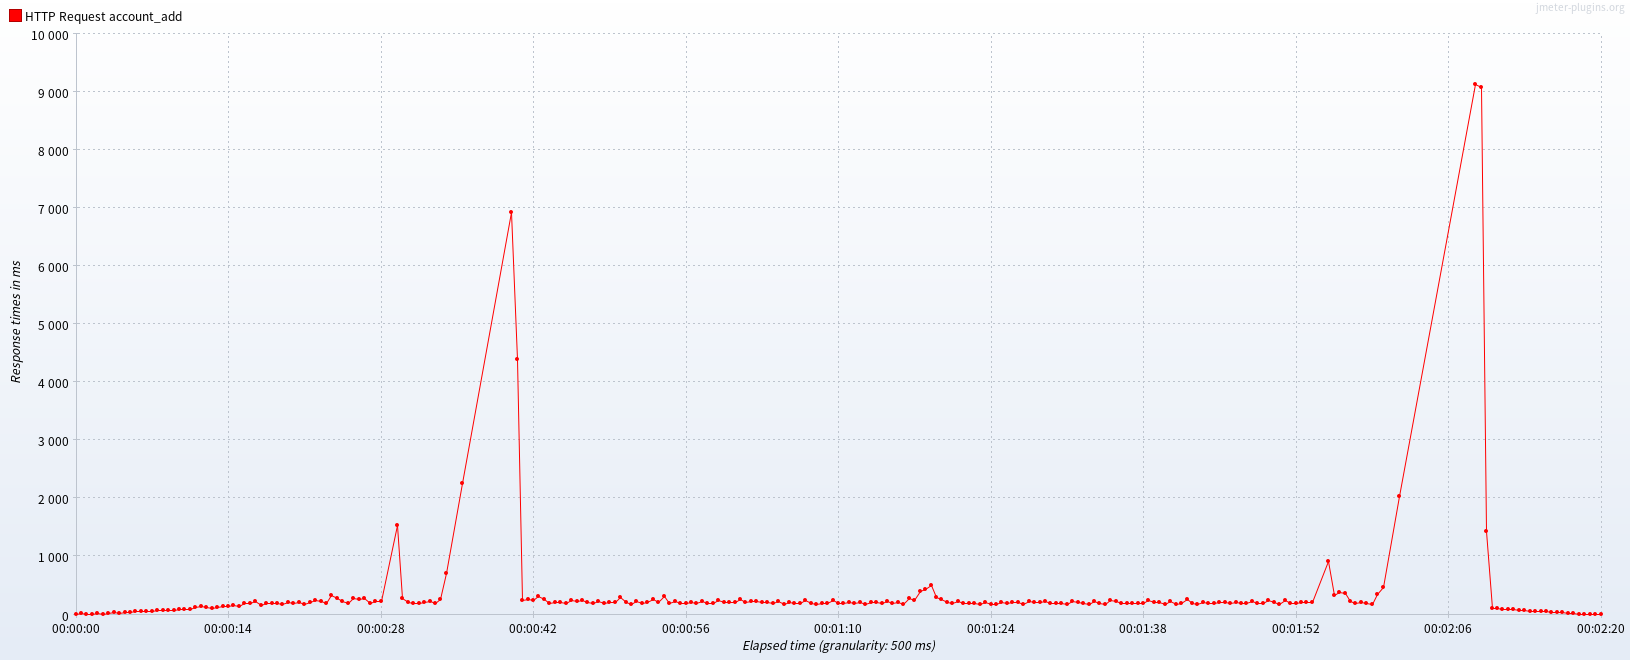 HTTP Request account_add
jmeter-plugins.org
10 000
9 000
8 000
7 000
6 000
5 000
4 000
3 000
2 000
1 000
0
Response times in ms
00:00:00 00:00:14 00:00:28 00:00:42 00:00:56 00:01:10 00:01:24 00:01:38 00:01:52 00:02:06 00:02:20
Elapsed time (granularity: 500 ms)